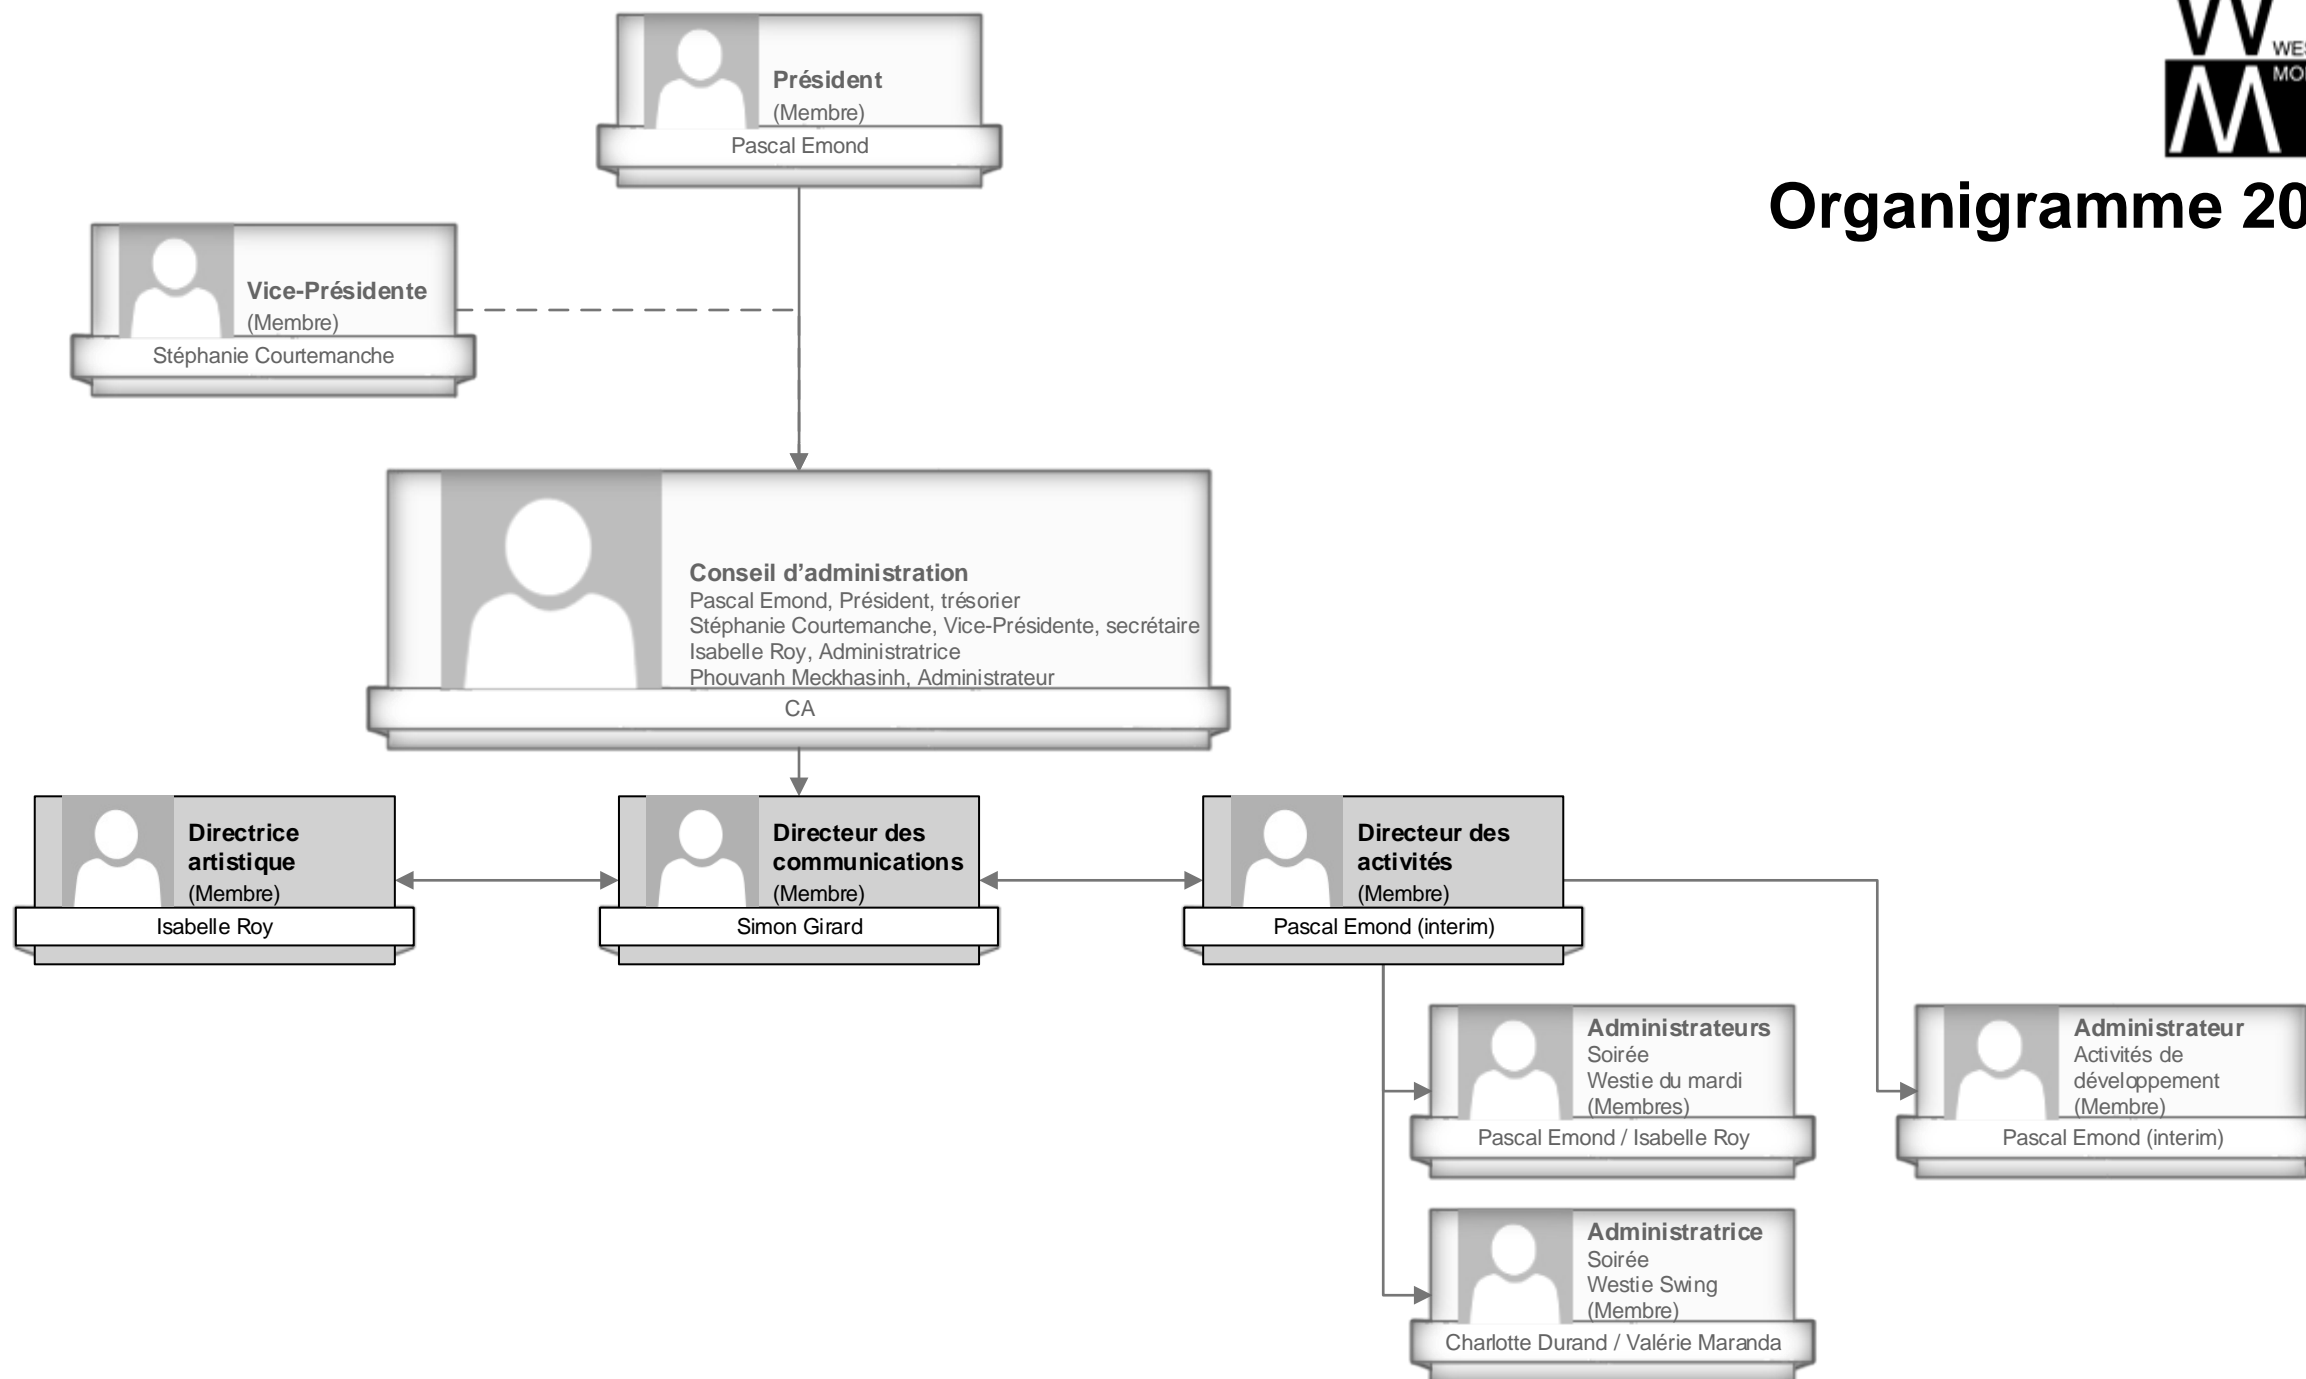 Président
(Membre)
Pascal Emond
Organigramme 20
Vice-Présidente
(Membre)
Stéphanie Courtemanche
Conseil d’administration
Pascal Emond, Président, trésorier
Stéphanie Courtemanche, Vice-Présidente, secrétaire
Isabelle Roy, Administratrice
Phouvanh Meckhasinh, Administrateur
CA
Directrice
artistique
(Membre)
Isabelle Roy
Directeur des
communications
(Membre)
Simon Girard
Directeur des
activités
(Membre)
Pascal Emond (interim)
Administrateurs
Soirée
Westie du mardi
(Membres)
Pascal Emond / Isabelle Roy
Administrateur
Activités de
développement
(Membre)
Pascal Emond (interim)
Administratrice
Soirée
Westie Swing
(Membre)
Charlotte Durand / Valérie Maranda